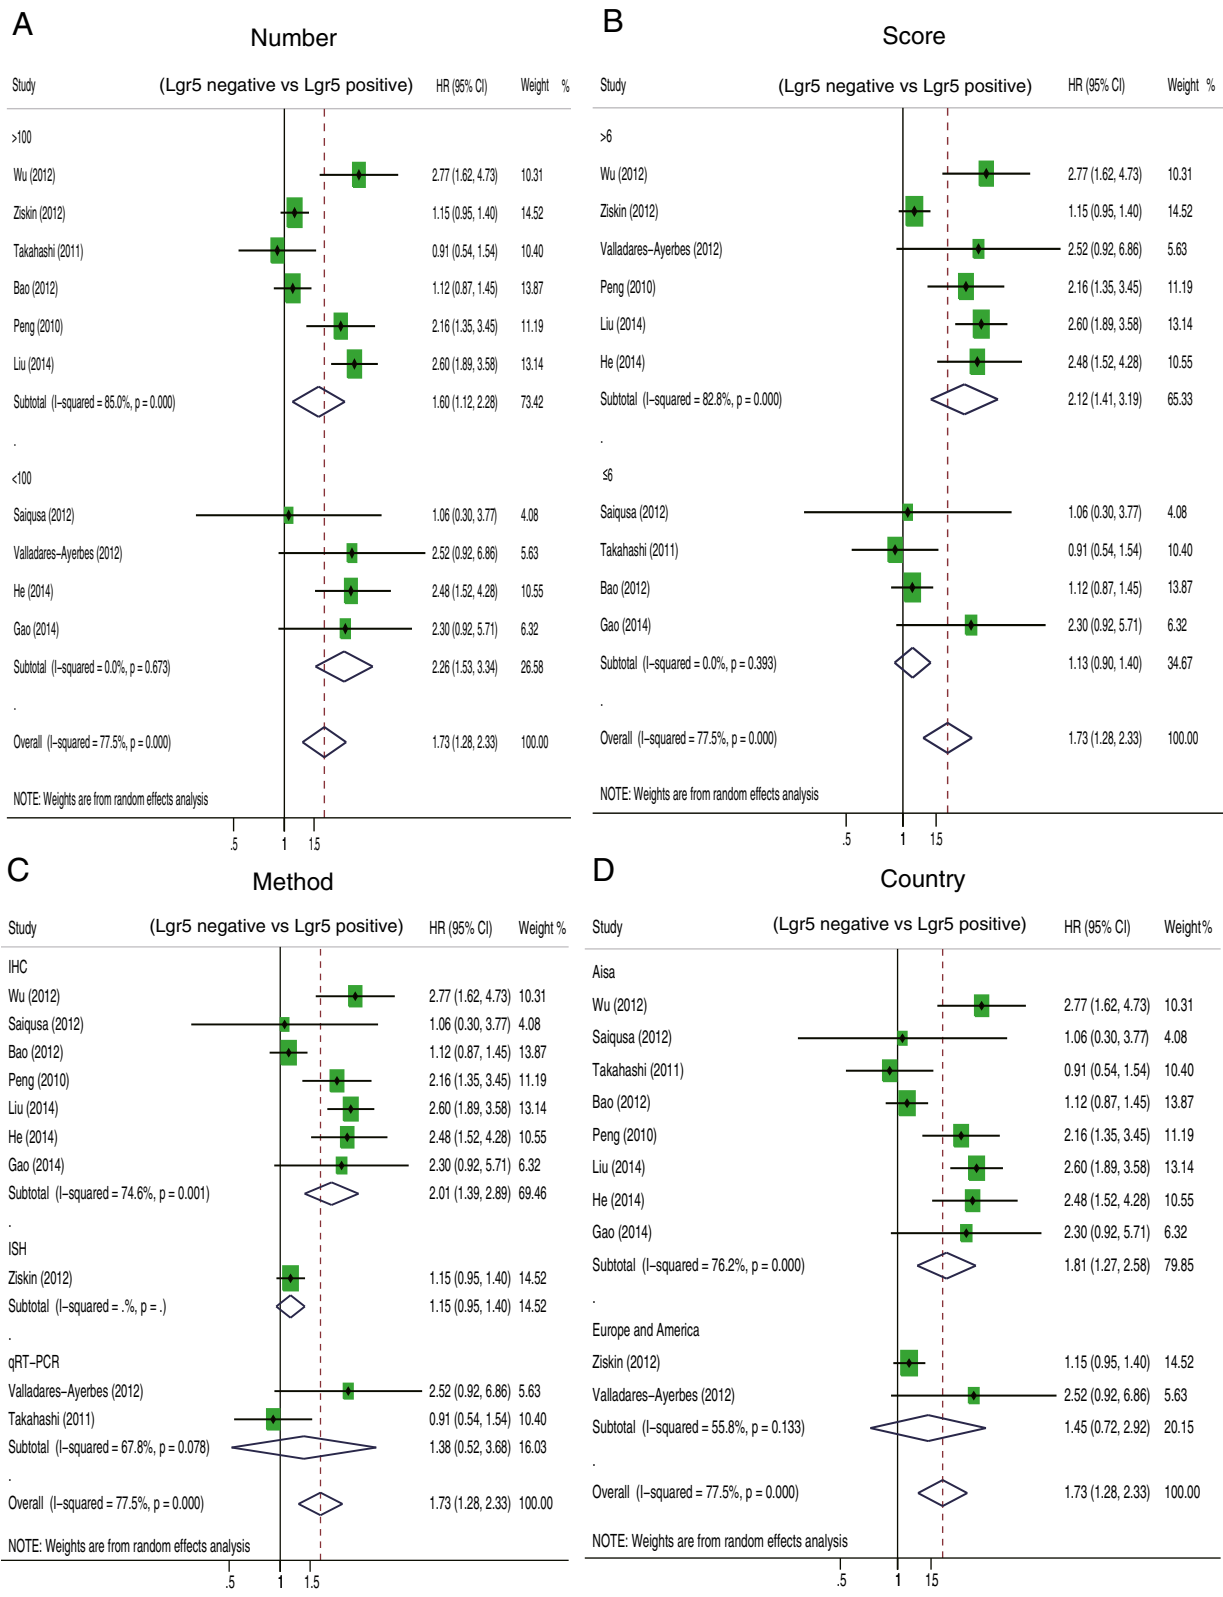 A
Number
Study (Lgr5 negative vs Lgr5 positive) HR (95% CI) Weight %
>100
Wu (2012) 2.77 (1.62, 4.73) 10.31
Ziskin (2012) 1.15 (0.95, 1.40) 14.52
Takahashi (2011) 0.91 (0.54, 1.54) 10.40
Bao (2012) 1.12 (0.87, 1.45) 13.87
Peng (2010) 2.16 (1.35, 3.45) 11.19
Liu (2014) 2.60 (1.89, 3.58) 13.14
Subtotal (I-squared = 85.0%, p = 0.000) 1.60 (1.12, 2.28) 73.42
.
<100
Saiqusa (2012) 1.06 (0.30, 3.77) 4.08
Valladares-Ayerbes (2012) 2.52 (0.92, 6.86) 5.63
He (2014) 2.48 (1.52, 4.28) 10.55
Gao (2014) 2.30 (0.92, 5.71) 6.32
Subtotal (I-squared = 0.0%, p = 0.673) 2.26 (1.53, 3.34) 26.58
.
Overall (I-squared = 77.5%, p = 0.000) 1.73 (1.28, 2.33) 100.00
NOTE: Weights are from random effects analysis
.5 1 1.5
B
Score
Study (Lgr5 negative vs Lgr5 positive) HR (95% CI) Weight %
>6
Wu (2012) 2.77 (1.62, 4.73) 10.31
Ziskin (2012) 1.15 (0.95, 1.40) 14.52
Valladares-Ayerbes (2012) 2.52 (0.92, 6.86) 5.63
Peng (2010) 2.16 (1.35, 3.45) 11.19
Liu (2014) 2.60 (1.89, 3.58) 13.14
He (2014) 2.48 (1.52, 4.28) 10.55
Subtotal (I-squared = 82.8%, p = 0.000) 2.12 (1.41, 3.19) 65.33
.
≤6
Saiqusa (2012) 1.06 (0.30, 3.77) 4.08
Takahashi (2011) 0.91 (0.54, 1.54) 10.40
Bao (2012) 1.12 (0.87, 1.45) 13.87
Gao (2014) 2.30 (0.92, 5.71) 6.32
Subtotal (I-squared = 0.0%, p = 0.393) 1.13 (0.90, 1.40) 34.67
.
Overall (I-squared = 77.5%, p = 0.000) 1.73 (1.28, 2.33) 100.00
NOTE: Weights are from random effects analysis
.5 1 1.5
C
Method
Study (Lgr5 negative vs Lgr5 positive) HR (95% CI) Weight %
IHC
Wu (2012) 2.77 (1.62, 4.73) 10.31
Saiqusa (2012) 1.06 (0.30, 3.77) 4.08
Bao (2012) 1.12 (0.87, 1.45) 13.87
Peng (2010) 2.16 (1.35, 3.45) 11.19
Liu (2014) 2.60 (1.89, 3.58) 13.14
He (2014) 2.48 (1.52, 4.28) 10.55
Gao (2014) 2.30 (0.92, 5.71) 6.32
Subtotal (I-squared = 74.6%, p = 0.001) 2.01 (1.39, 2.89) 69.46
.
ISH
Ziskin (2012) 1.15 (0.95, 1.40) 14.52
Subtotal (I-squared = .%, p = .) 1.15 (0.95, 1.40) 14.52
.
qRT-PCR
Valladares-Ayerbes (2012) 2.52 (0.92, 6.86) 5.63
Takahashi (2011) 0.91 (0.54, 1.54) 10.40
Subtotal (I-squared = 67.8%, p = 0.078) 1.38 (0.52, 3.68) 16.03
.
Overall (I-squared = 77.5%, p = 0.000) 1.73 (1.28, 2.33) 100.00
NOTE: Weights are from random effects analysis
.5 1 1.5
D
Country
Study (Lgr5 negative vs Lgr5 positive) HR (95% CI) Weight%
Aisa
Wu (2012) 2.77 (1.62, 4.73) 10.31
Saiqusa (2012) 1.06 (0.30, 3.77) 4.08
Takahashi (2011) 0.91 (0.54, 1.54) 10.40
Bao (2012) 1.12 (0.87, 1.45) 13.87
Peng (2010) 2.16 (1.35, 3.45) 11.19
Liu (2014) 2.60 (1.89, 3.58) 13.14
He (2014) 2.48 (1.52, 4.28) 10.55
Gao (2014) 2.30 (0.92, 5.71) 6.32
Subtotal (I-squared = 76.2%, p = 0.000) 1.81 (1.27, 2.58) 79.85
.
Europe and America
Ziskin (2012) 1.15 (0.95, 1.40) 14.52
Valladares-Ayerbes (2012) 2.52 (0.92, 6.86) 5.63
Subtotal (I-squared = 55.8%, p = 0.133) 1.45 (0.72, 2.92) 20.15
.
Overall (I-squared = 77.5%, p = 0.000) 1.73 (1.28, 2.33) 100.00
NOTE: Weights are from random effects analysis
.5 1 15